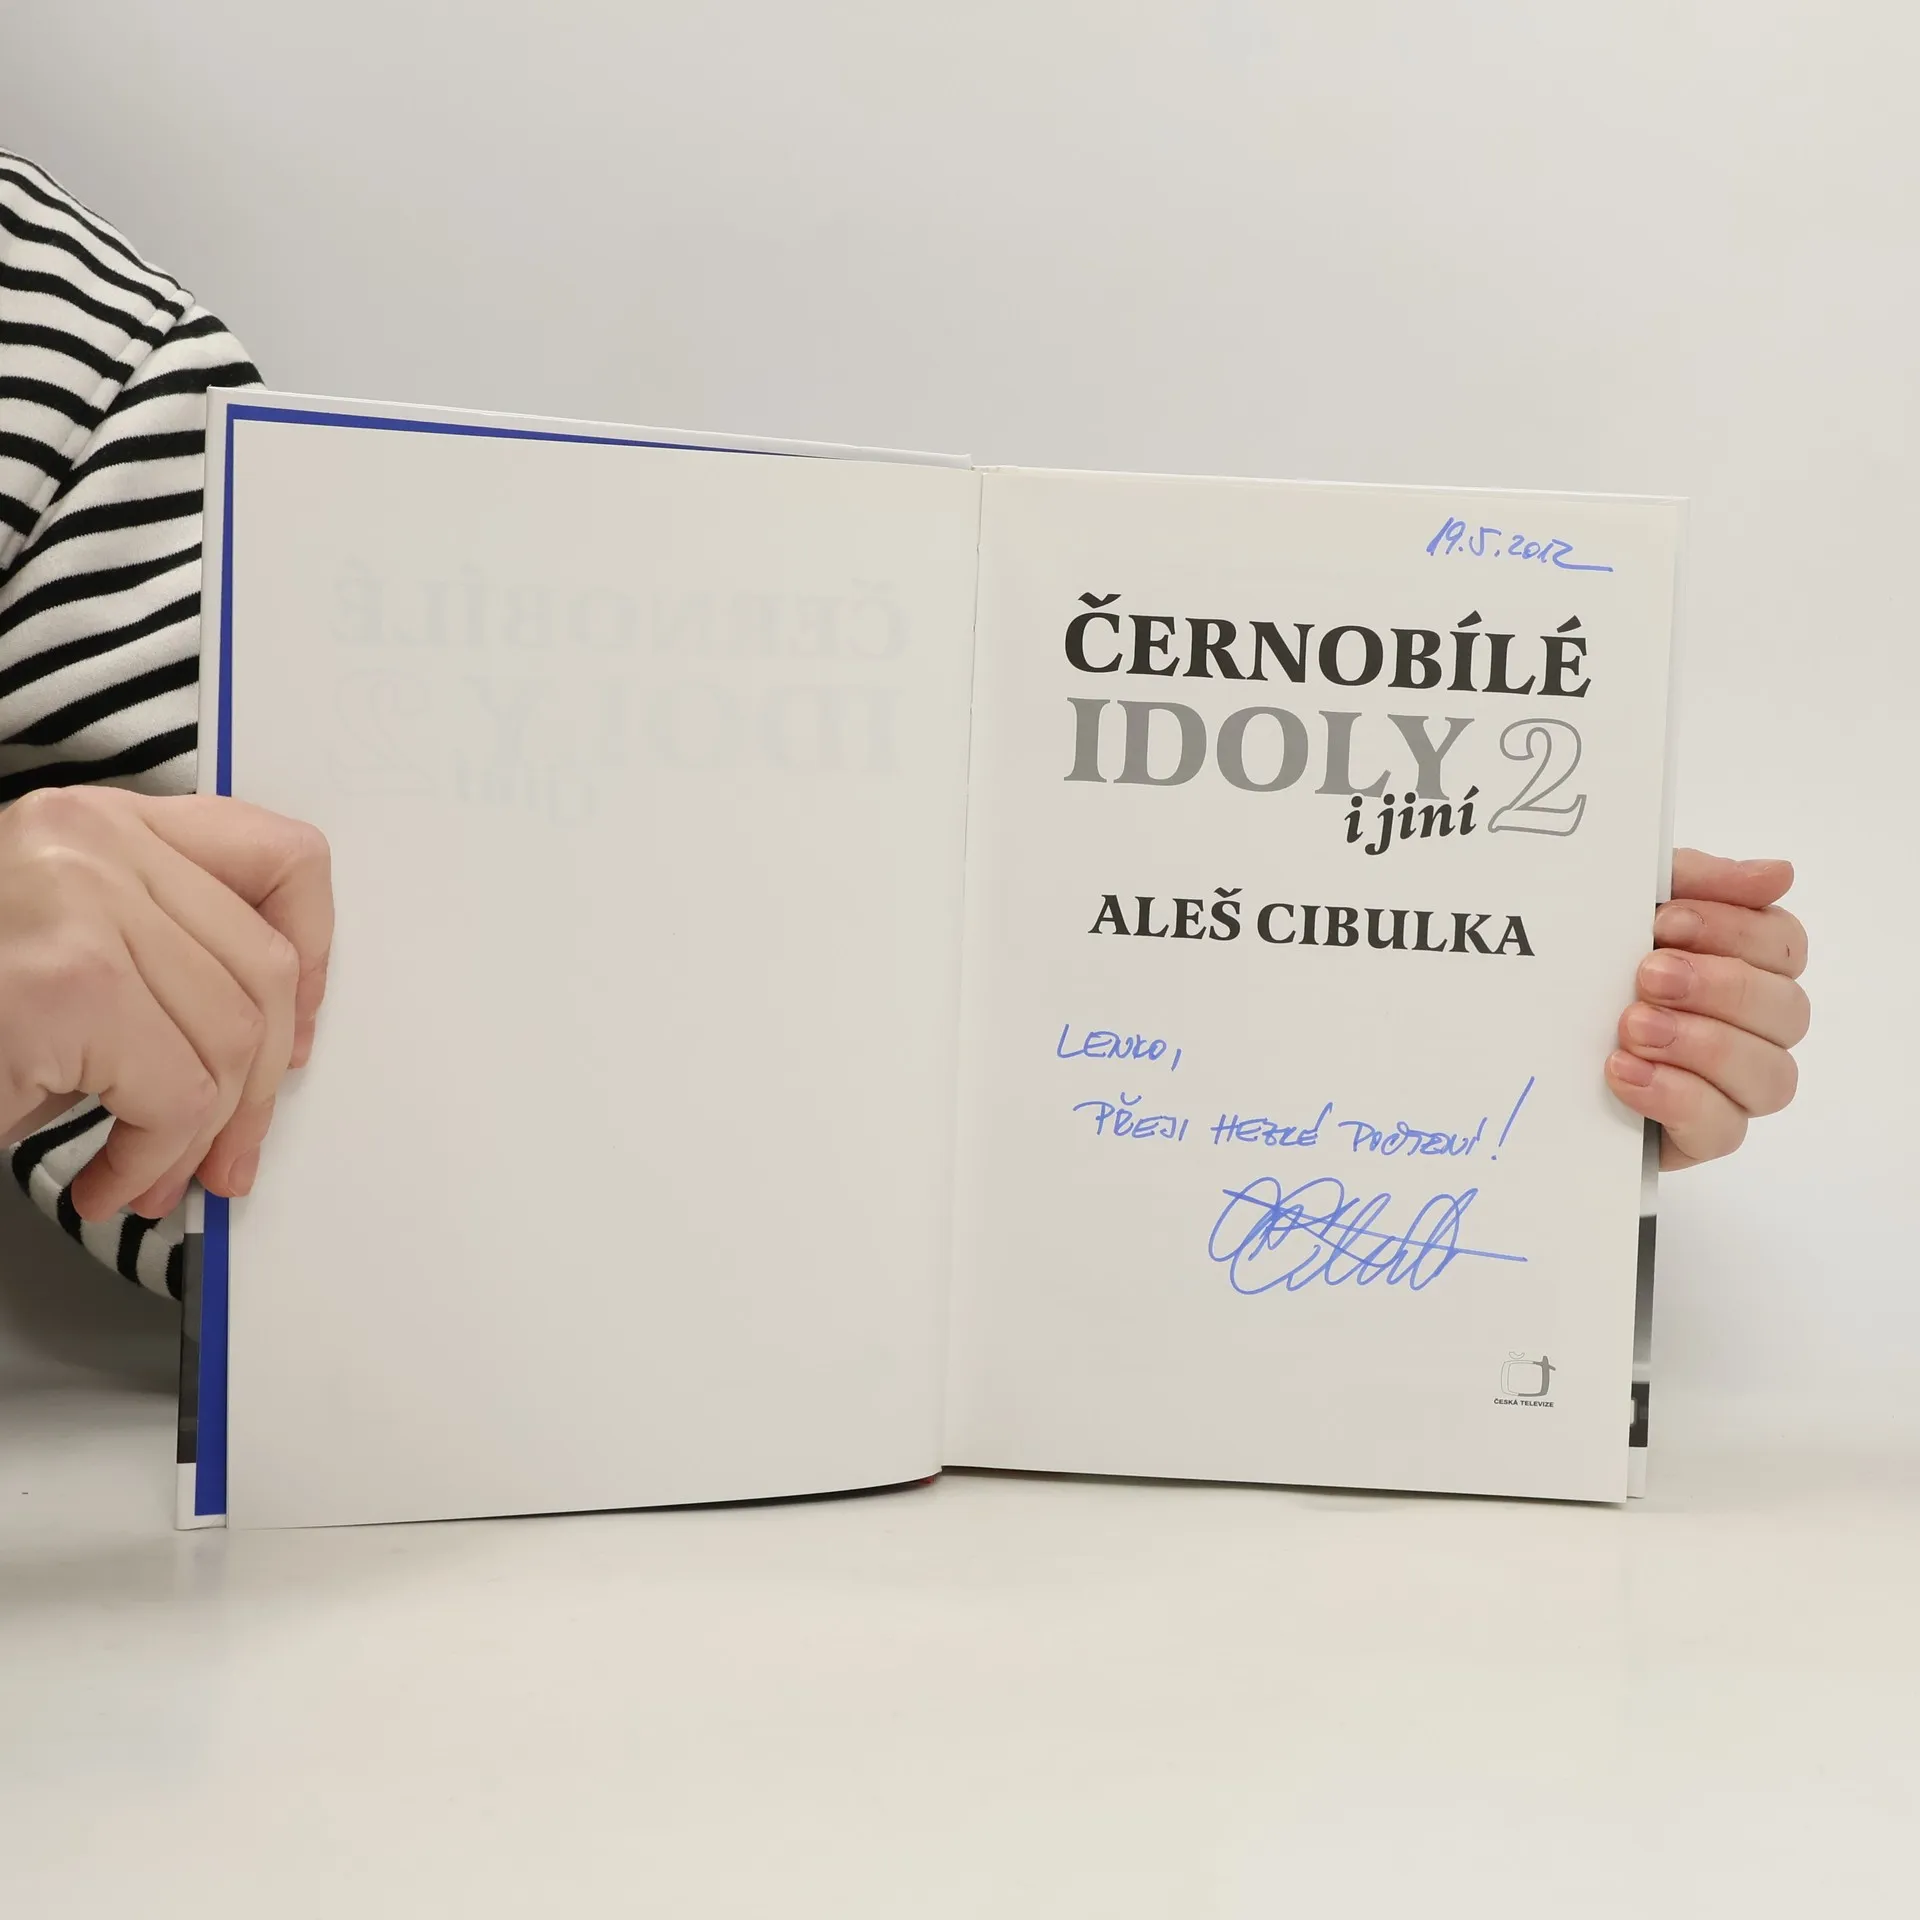 19.5.2012
ČERNOBÍLÉ
IDOLY 2
i jiní
ALEŠ CIBULKA
LENKO,
PŘEJI HEZKÉ POČTENÍ!
ČESKÁ TELEVIZE